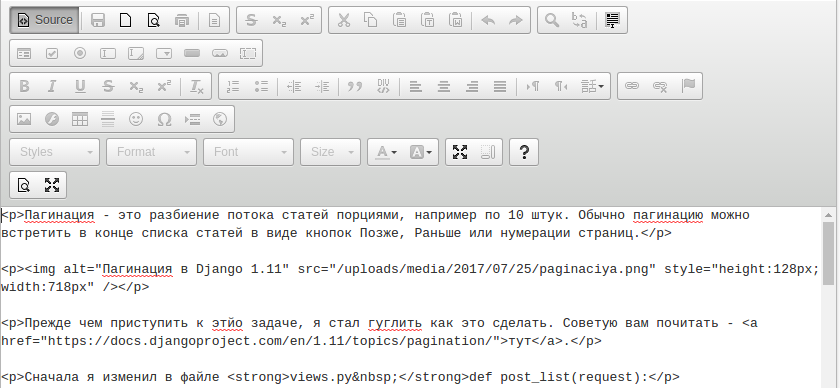 Source
Styles Format Font Size
<p>Пагинация - это разбиение потока статей порциями, например по 10 штук. Обычно пагинацию можно
встретить в конце списка статей в виде кнопок Позже, Раньше или нумерации страниц.</p>
<p><img alt="Пагинация в Django 1.11" src="/uploads/media/2017/07/25/paginaciya.png" style="height:128px;
width:718px" /></p>
<p>Прежде чем приступить к этйо задаче, я стал гуглить как это сделать. Советую вам почитать - <a
href="https://docs.djangoproject.com/en/1.11/topics/pagination/">тут</a>.</p>
<p>Сначала я изменил в файле <strong>views.py&nbsp;</strong>def post_list(request):</p>